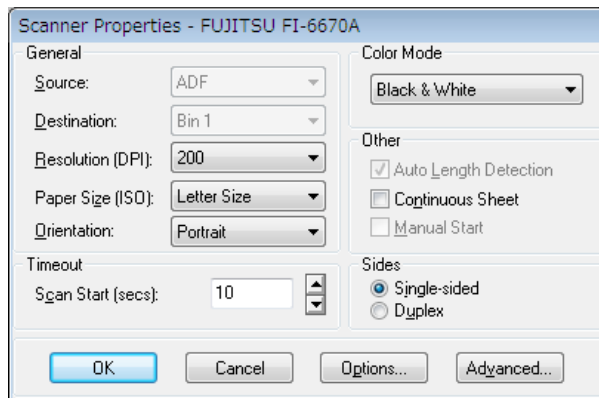 Scanner Properties - FUJITSU FI-6670A
General
Source: ADF
Destination: Bin 1
Resolution (DPI): 200
Paper Size (ISO): Letter Size
Orientation: Portrait
Timeout
Scan Start (secs): 10
Color Mode
Black & White
Other
Auto Length Detection
Continuous Sheet
Manual Start
Sides
Single-sided
Duplex
OK Cancel Options... Advanced...